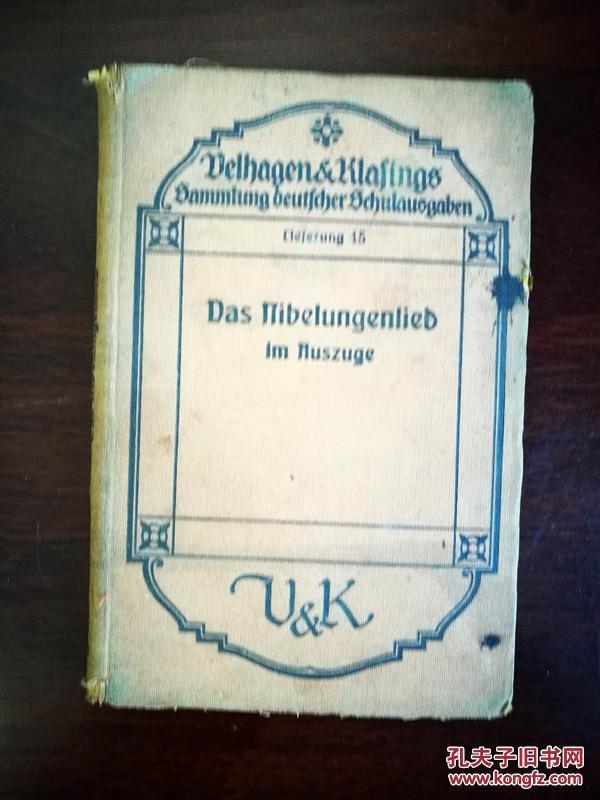 Velhagen & Klasings
Sammlung deutscher Schulausgaben
Lieferung 15
Das Nibelungenlied
Im Auszuge
V&K
孔夫子旧书网
www.kongfz.com